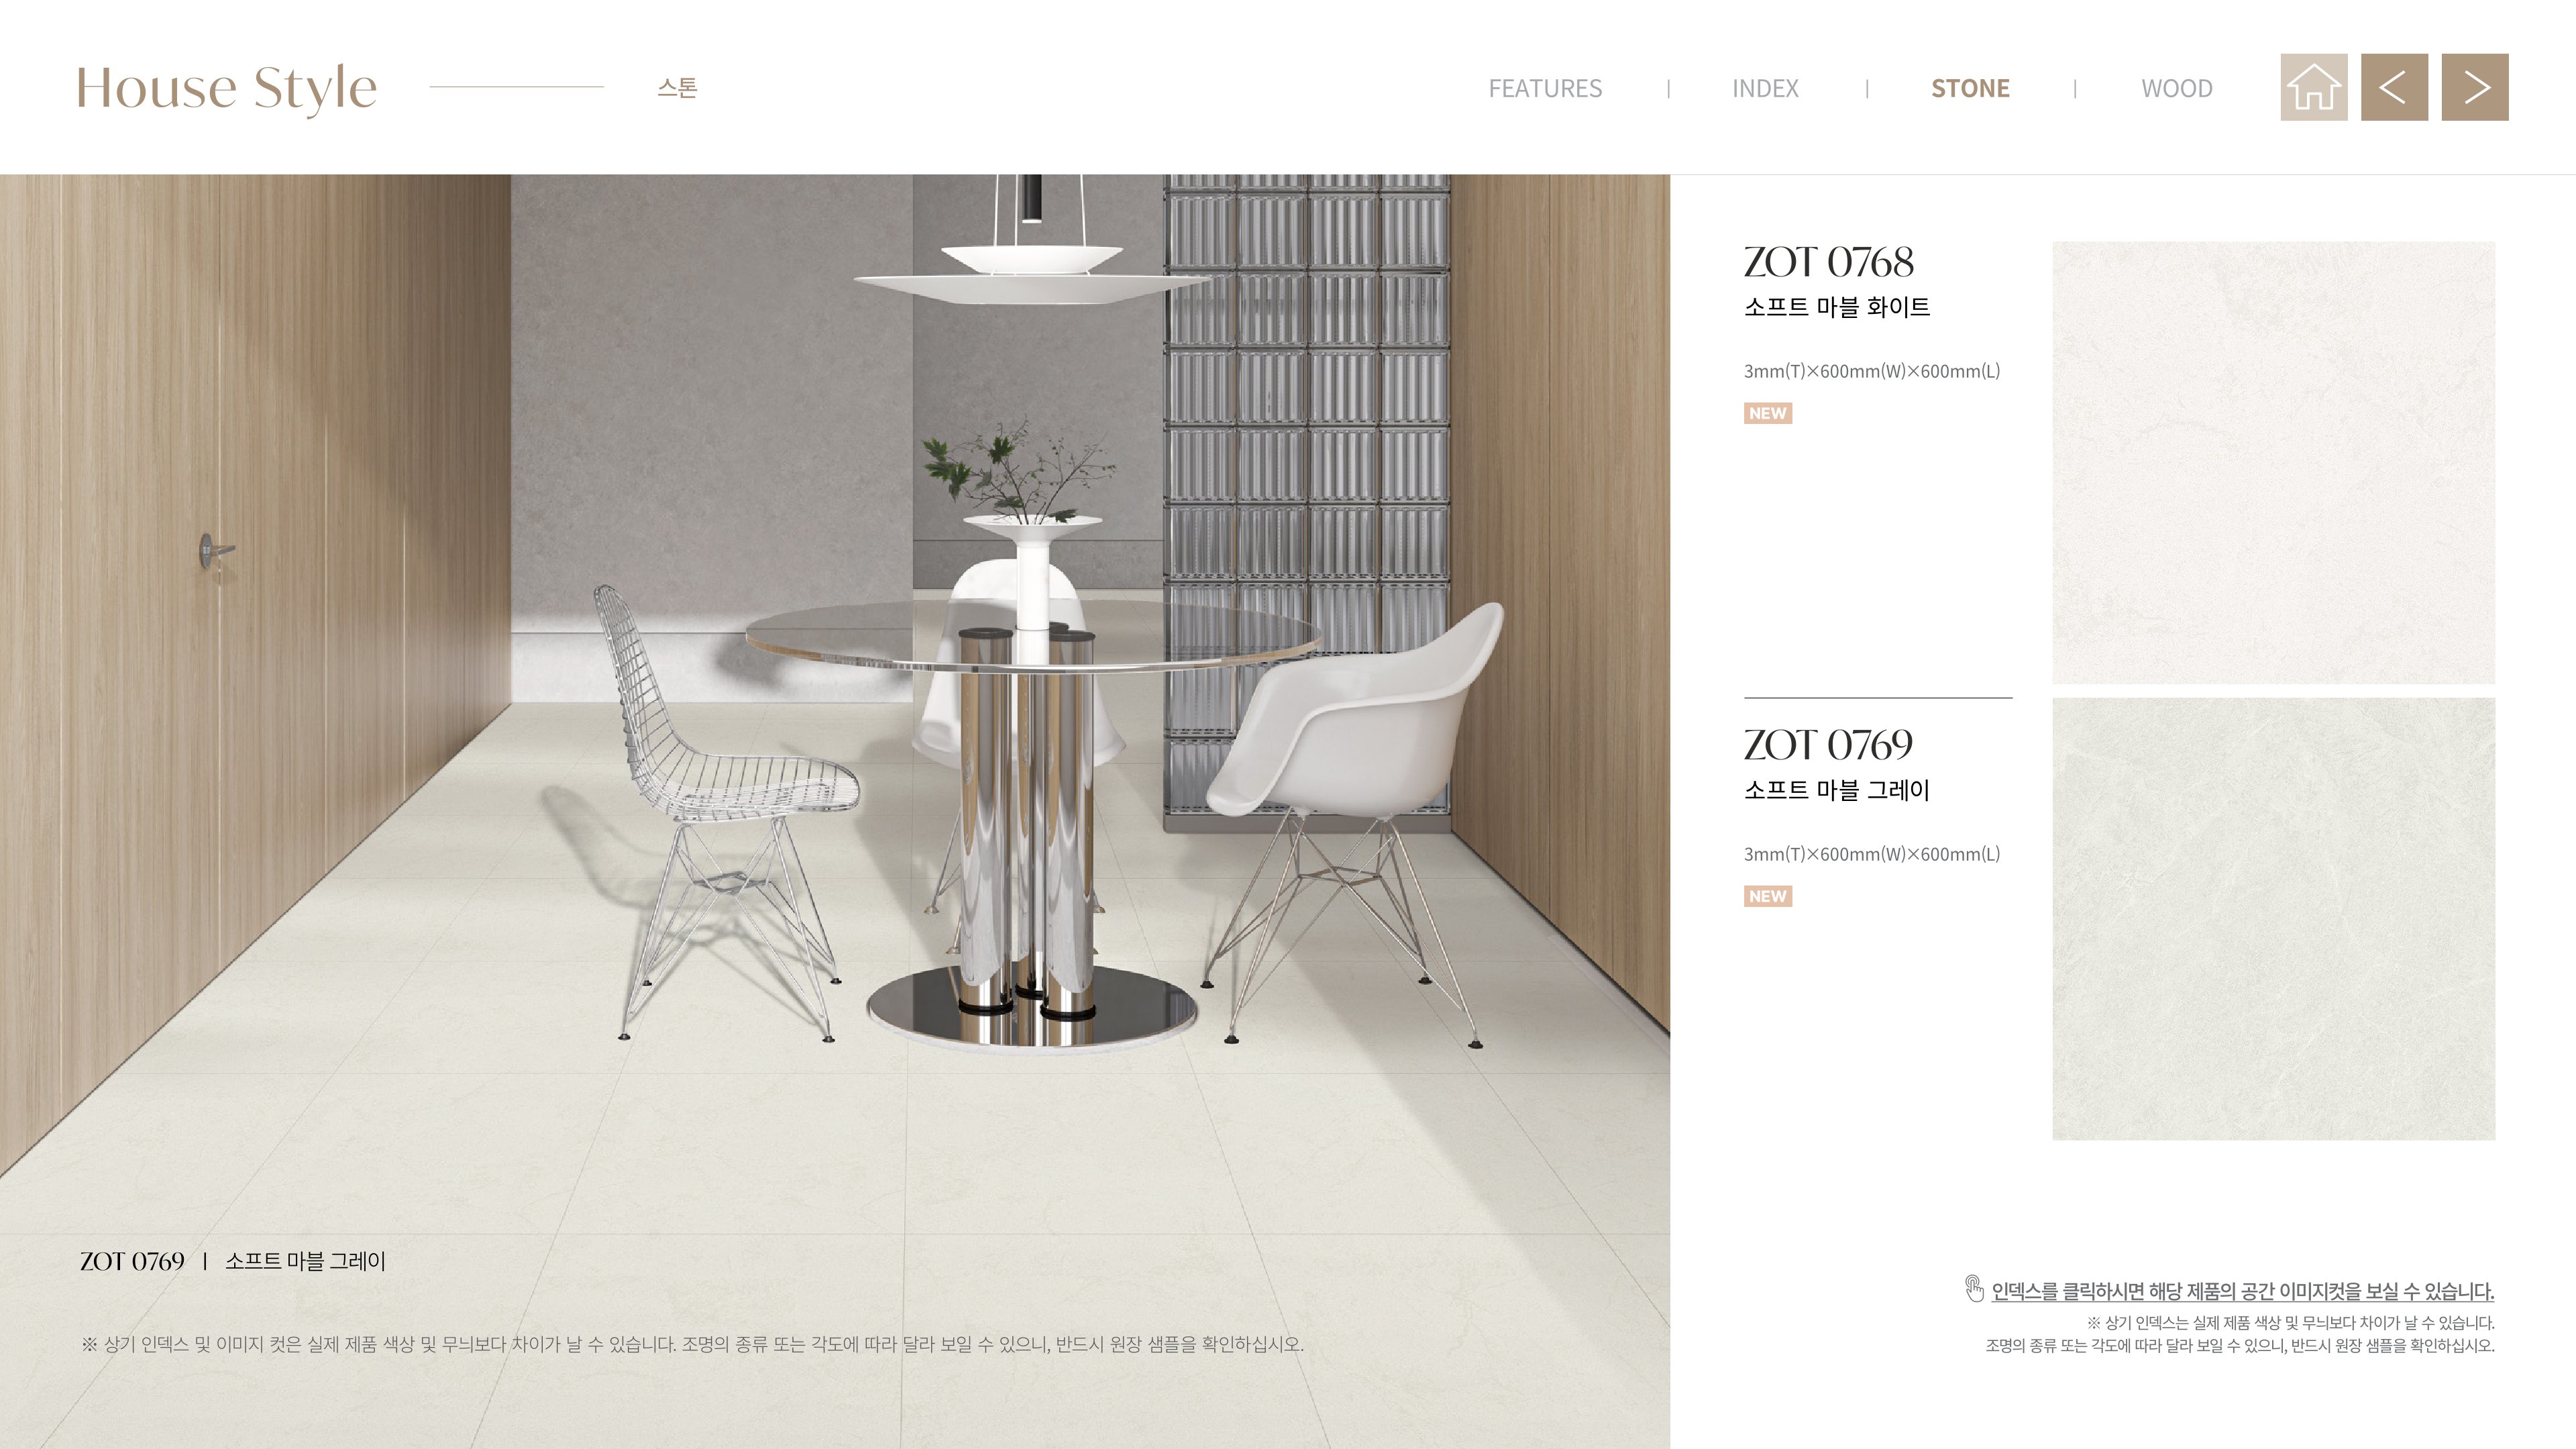 House Style
스톤
FEATURES | INDEX | STONE | WOOD
ZOT 0768
소프트 마블 화이트
3mm(T)×600mm(W)×600mm(L)
NEW
ZOT 0769
소프트 마블 그레이
3mm(T)×600mm(W)×600mm(L)
NEW
ZOT 0769 | 소프트 마블 그레이
※ 상기 인덱스 및 이미지 컷은 실제 제품 색상 및 무늬보다 차이가 날 수 있습니다. 조명의 종류 또는 각도에 따라 달라 보일 수 있으니, 반드시 원장 샘플을 확인하십시오.
인덱스를 클릭하시면 해당 제품의 공간 이미지컷을 보실 수 있습니다.
※ 상기 인덱스는 실제 제품 색상 및 무늬보다 차이가 날 수 있습니다.
조명의 종류 또는 각도에 따라 달라 보일 수 있으니, 반드시 원장 샘플을 확인하십시오.